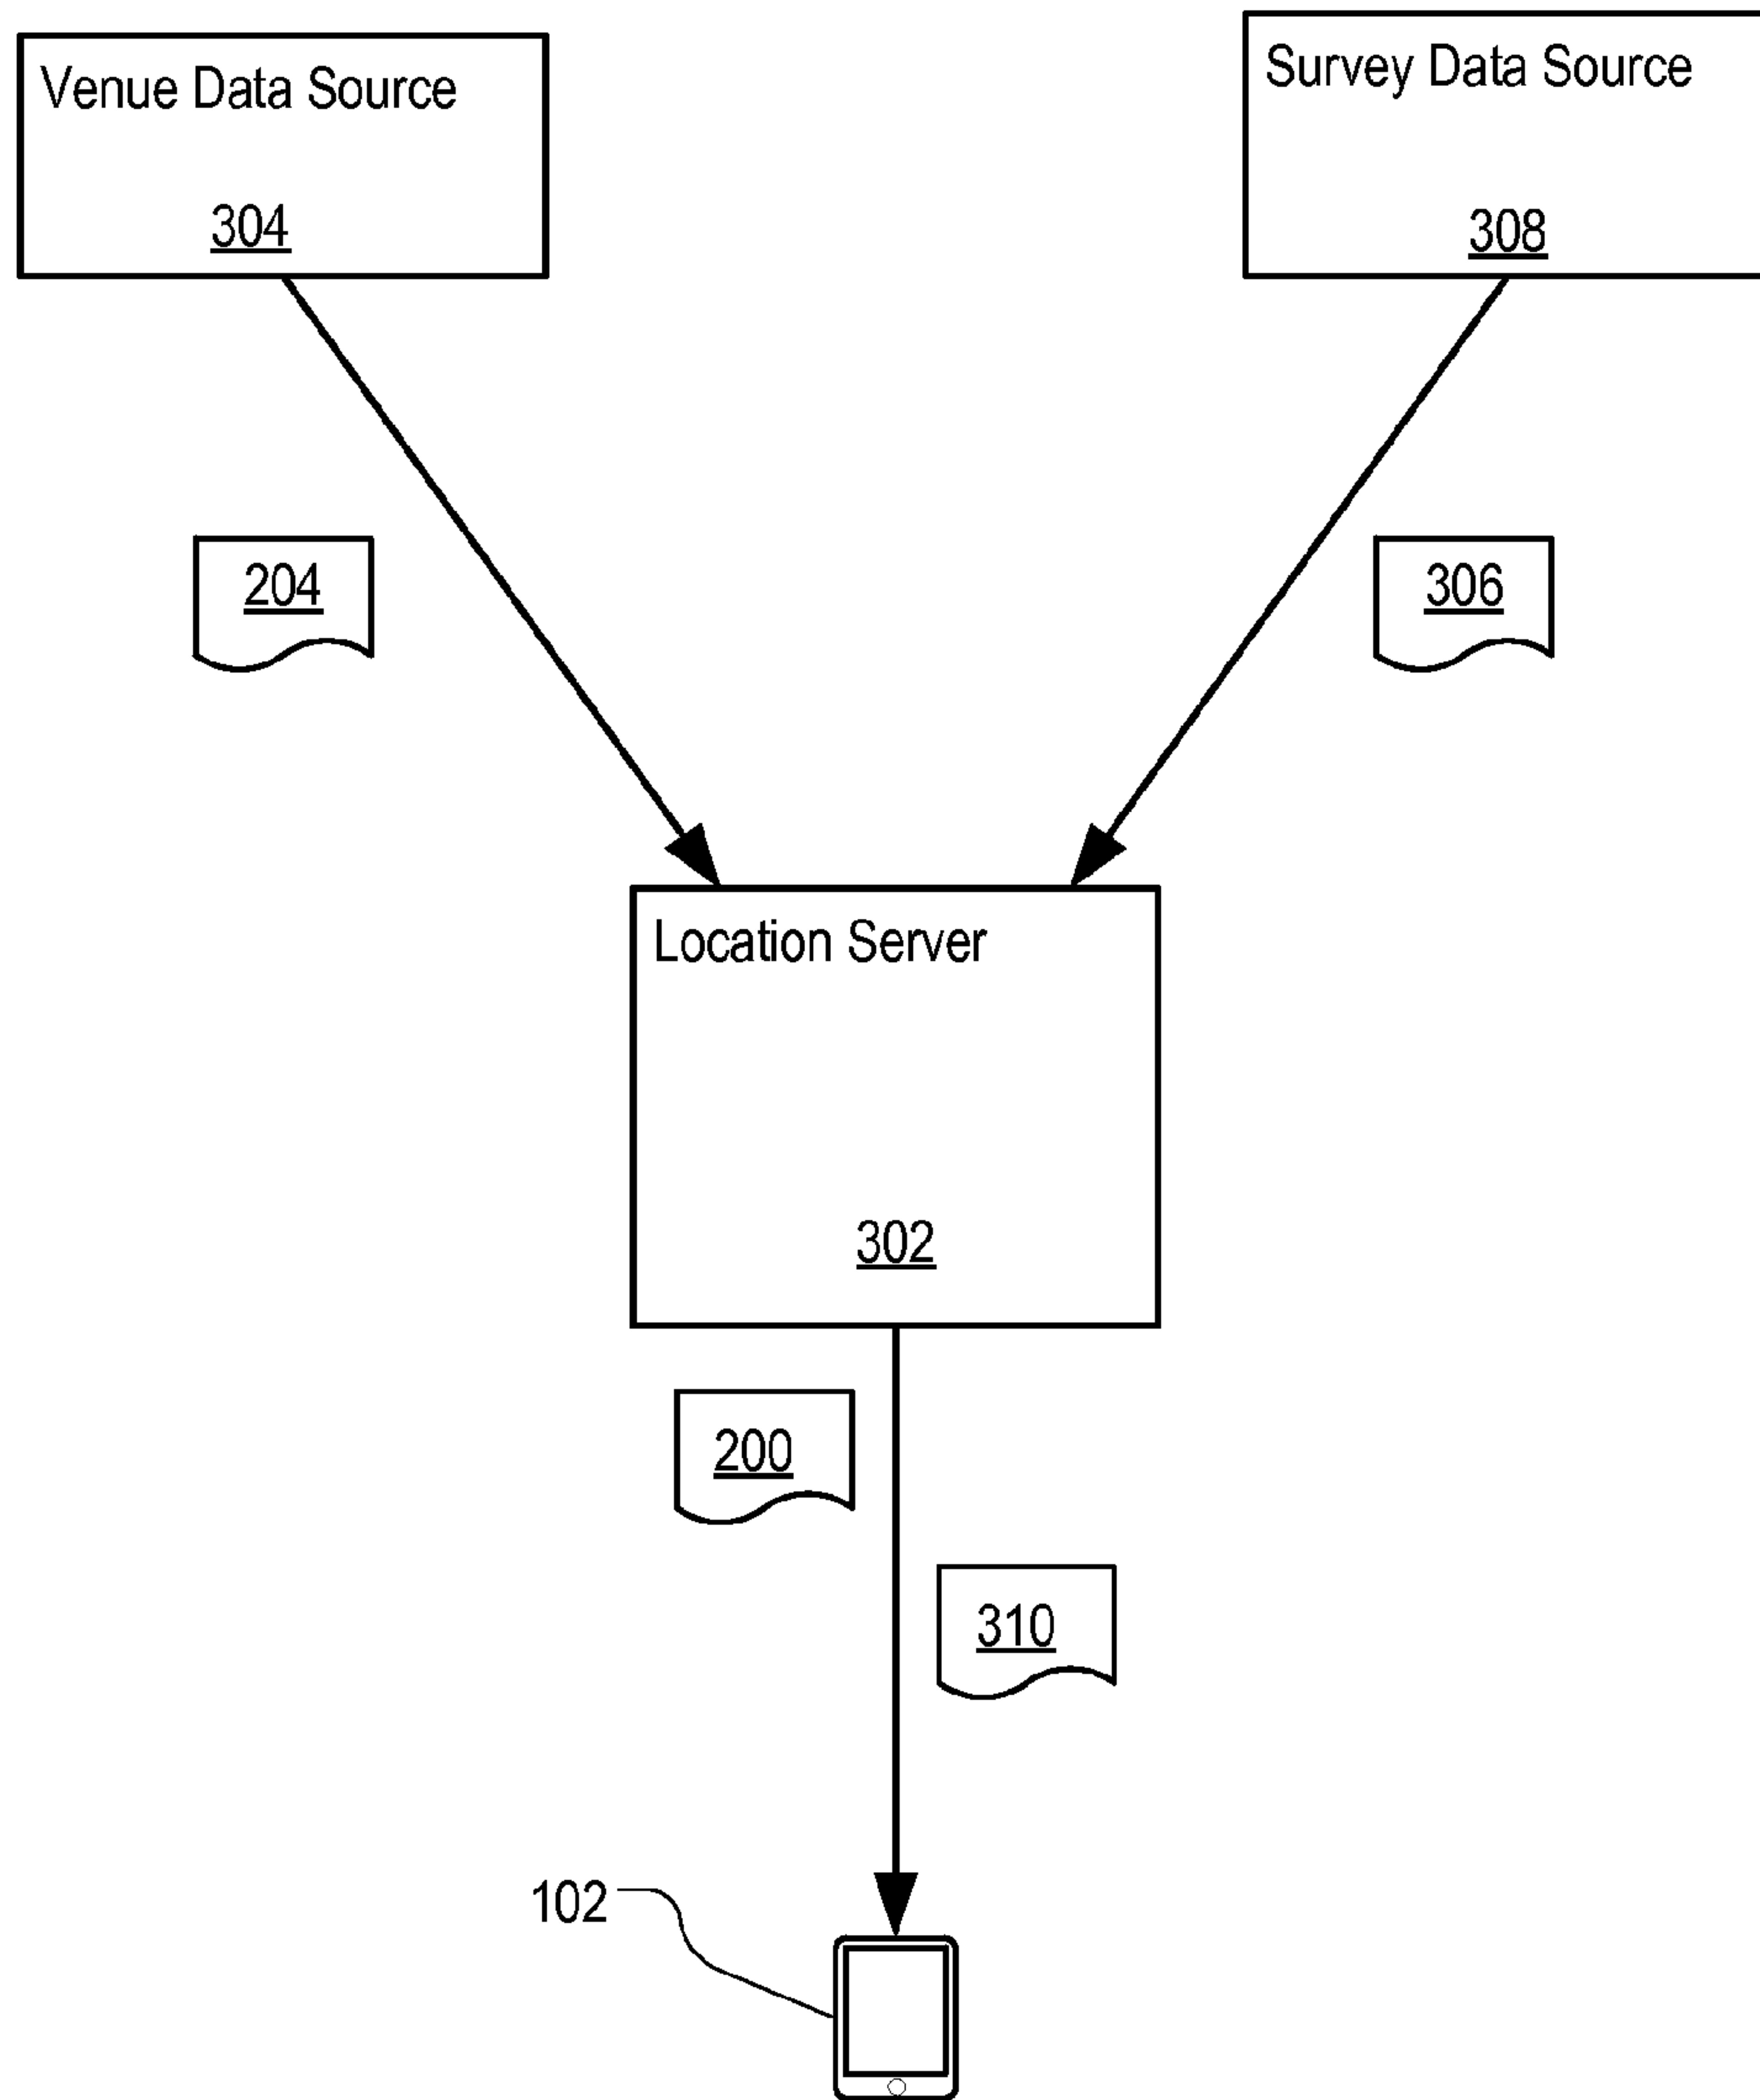 Venue Data Source
304
Survey Data Source
308
204
306
Location Server
302
200
310
102